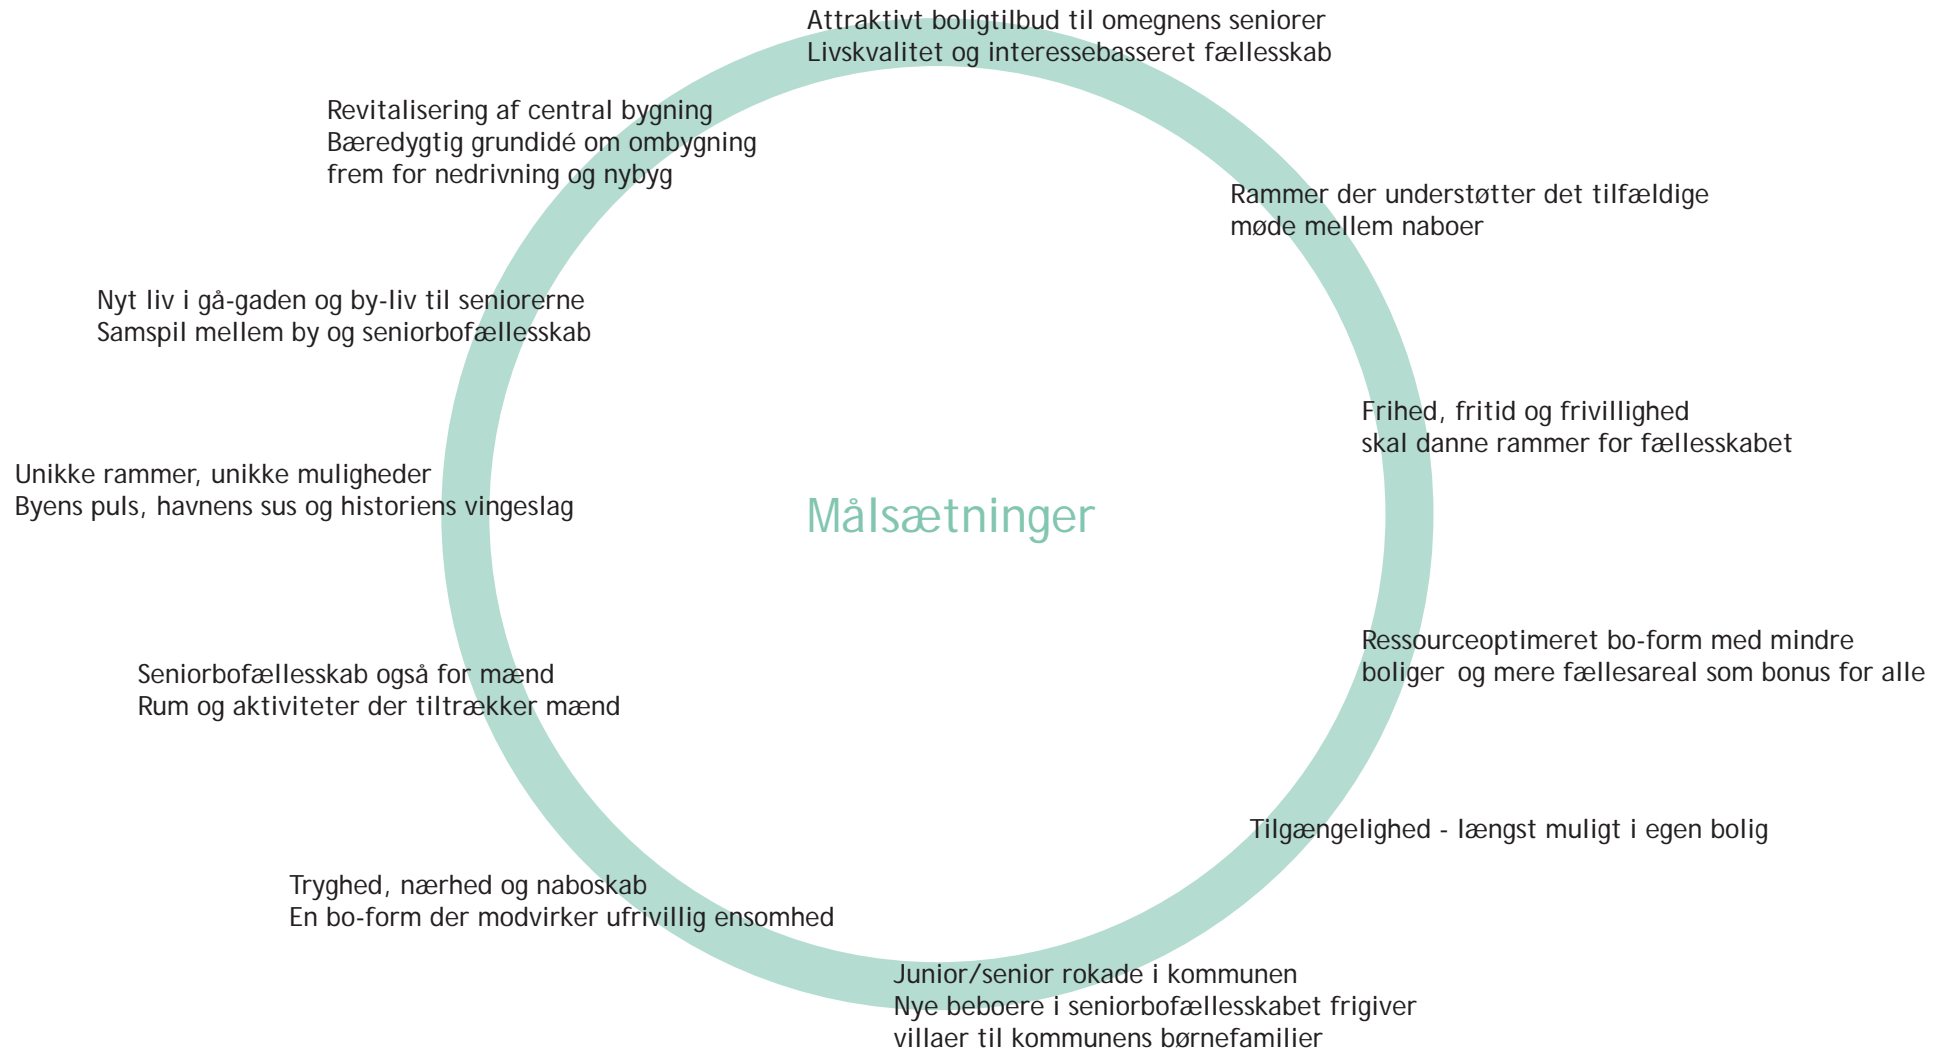 Attraktivt boligtilbud til omegnens seniorer
Livskvalitet og interessebasseret fællesskab
Revitalisering af central bygning
Bæredygtig grundidé om ombygning
frem for nedrivning og nybyg
Rammer der understøtter det tilfældige
møde mellem naboer
Nyt liv i gå-gaden og by-liv til seniorerne
Samspil mellem by og seniorbofællesskab
Frihed, fritid og frivillighed
skal danne rammer for fællesskabet
Unikke rammer, unikke muligheder
Byens puls, havnens sus og historiens vingeslag
Målsætninger
Ressourceoptimeret bo-form med mindre
boliger og mere fællesareal som bonus for alle
Seniorbofællesskab også for mænd
Rum og aktiviteter der tiltrækker mænd
Tilgængelighed - længst muligt i egen bolig
Tryghed, nærhed og naboskab
En bo-form der modvirker ufrivillig ensomhed
Junior/senior rokade i kommunen
Nye beboere i seniorbofællesskabet frigiver
villaer til kommunens børnefamilier